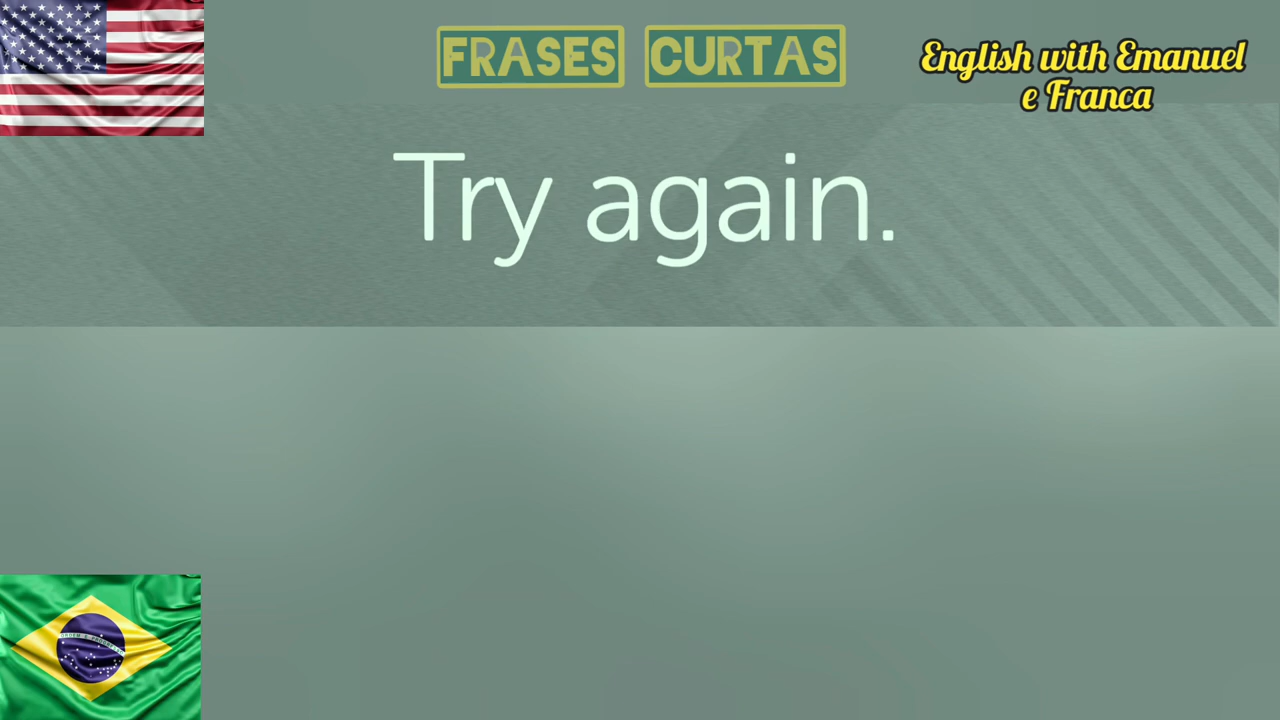 FRASES CURTAS
English with Emanuel
e Franca
Try again.